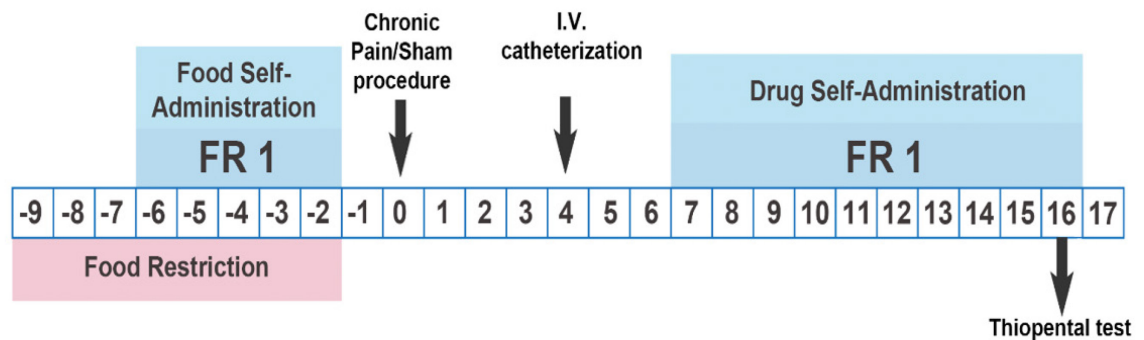 Chronic
Pain/Sham
procedure
I.V.
catheterization
Food Self-
Administration
FR 1
Drug Self-Administration
FR 1
-9 -8 -7 -6 -5 -4 -3 -2 -1 0 1 2 3 4 5 6 7 8 9 10 11 12 13 14 15 16 17
Food Restriction
Thiopental test